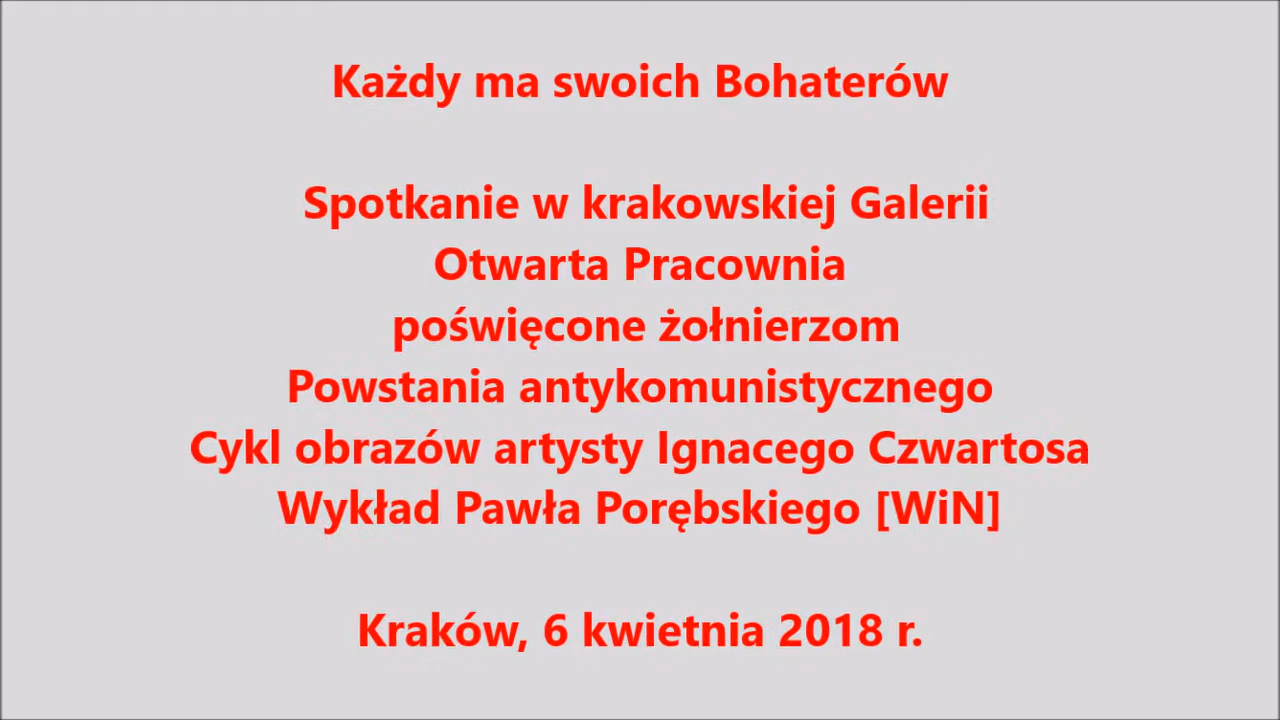 Każdy ma swoich Bohaterów
Spotkanie w krakowskiej Galerii
Otwarta Pracownia
poświęcone żołnierzom
Powstania antykomunistycznego
Cykl obrazów artysty Ignacego Czwartosa
Wykład Pawła Porębskiego [WiN]
Kraków, 6 kwietnia 2018 r.